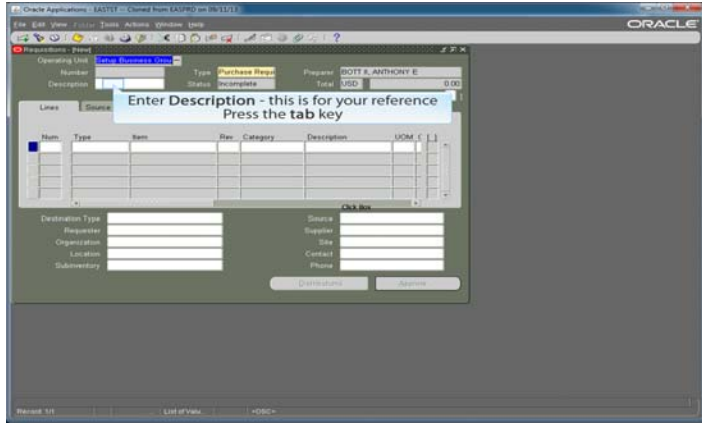 Oracle Applications - EASTST -- Cloned from EASPRD on 09/11/13
File Edit View Folder Tools Actions Window Help
ORACLE
Requisitions - [New]
Operating Unit Setup Business Grou
Number Type Purchase Requi Preparer BOTT II, ANTHONY E
Description Status Incomplete Total USD 0.00
Enter Description - this is for your reference
Press the tab key
Lines Source
Num Type Item Rev Category Description UOM
[ ]
Click Box
Destination Type Source
Requester Supplier
Organization Site
Location Contact
Subinventory Phone
Distributions Approve
Record: 1/1 List of Valu... <OSC>